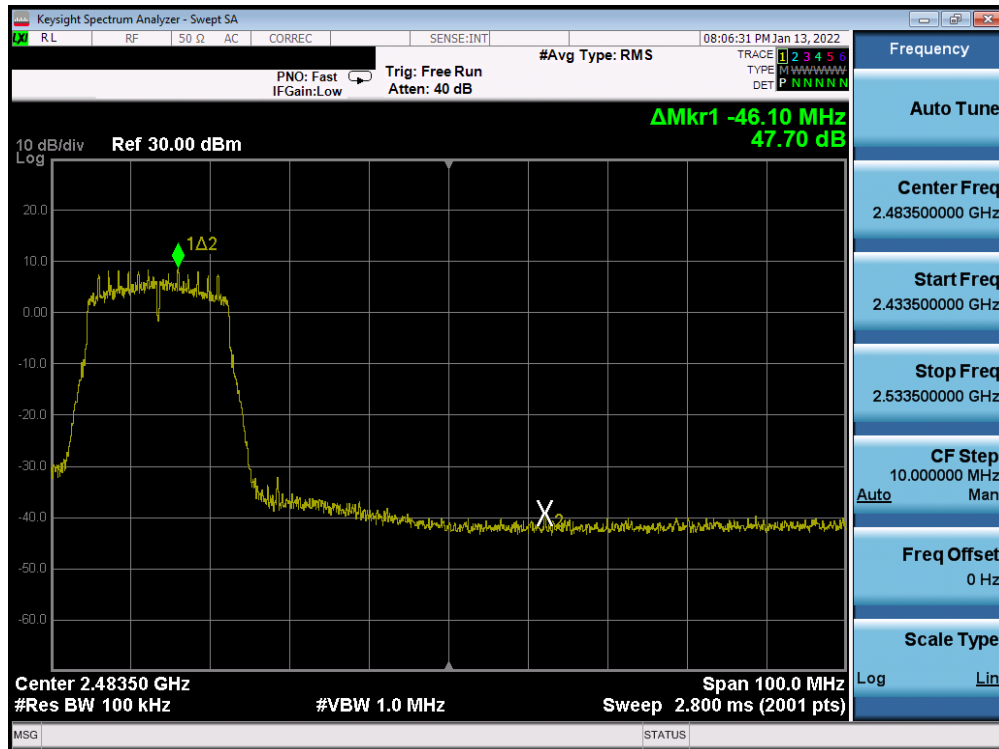 Keysight Spectrum Analyzer - Swept SA
LXI RL RF 50 Ω AC CORREC SENSE:INT 08:06:31 PM Jan 13, 2022
#Avg Type: RMS
TRACE 1 2 3 4 5 6
PNO: Fast Trig: Free Run
TYPE M WWWWW
IFGain:Low Atten: 40 dB
DET P N N N N N
ΔMkr1 -46.10 MHz
47.70 dB
10 dB/div Ref 30.00 dBm
Log
20.0
1Δ2
10.0
0.00
-10.0
-20.0
-30.0
-40.0
X2
-50.0
-60.0
Center 2.48350 GHz Span 100.0 MHz
#Res BW 100 kHz #VBW 1.0 MHz Sweep 2.800 ms (2001 pts)
MSG STATUS
Frequency
Auto Tune
Center Freq
2.483500000 GHz
Start Freq
2.433500000 GHz
Stop Freq
2.533500000 GHz
CF Step
10.000000 MHz
Auto Man
Freq Offset
0 Hz
Scale Type
Log Lin